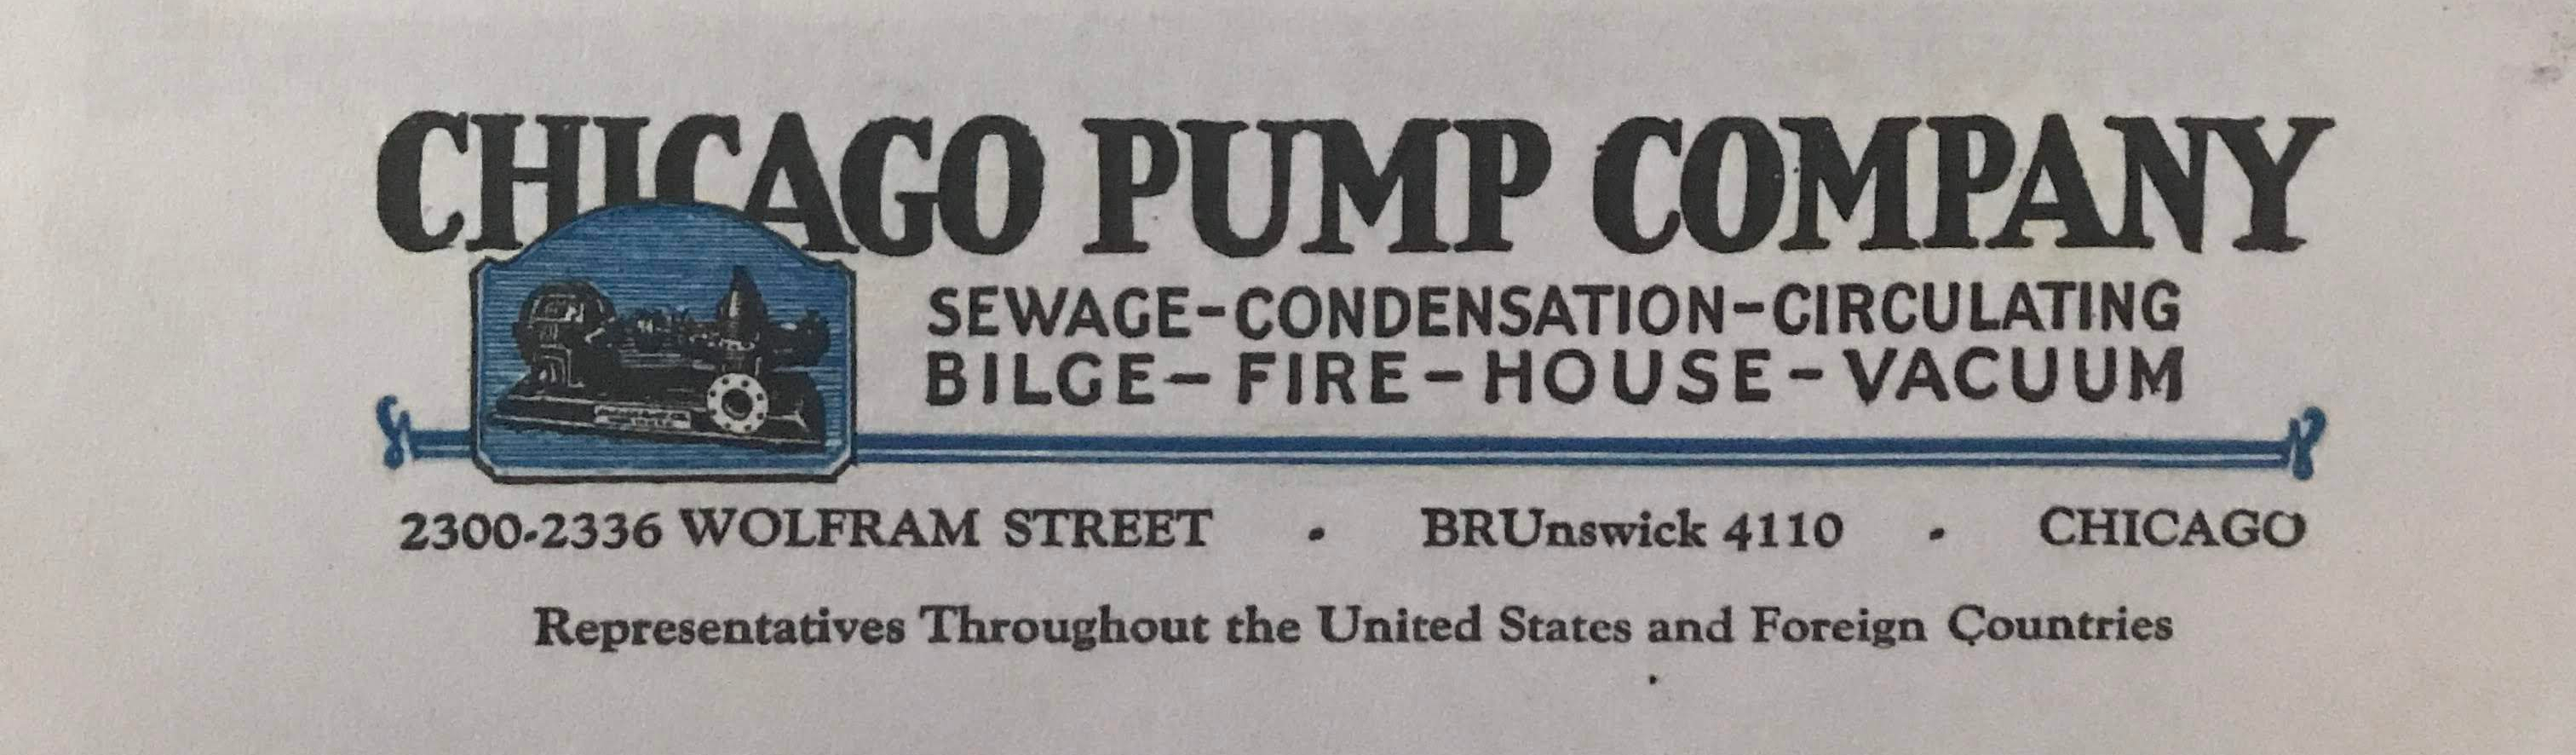 CHICAGO PUMP COMPANY
SEWAGE-CONDENSATION-CIRCULATING
BILGE-FIRE-HOUSE-VACUUM
2300-2336 WOLFRAM STREET · BRUnswick 4110 · CHICAGO
Representatives Throughout the United States and Foreign Countries